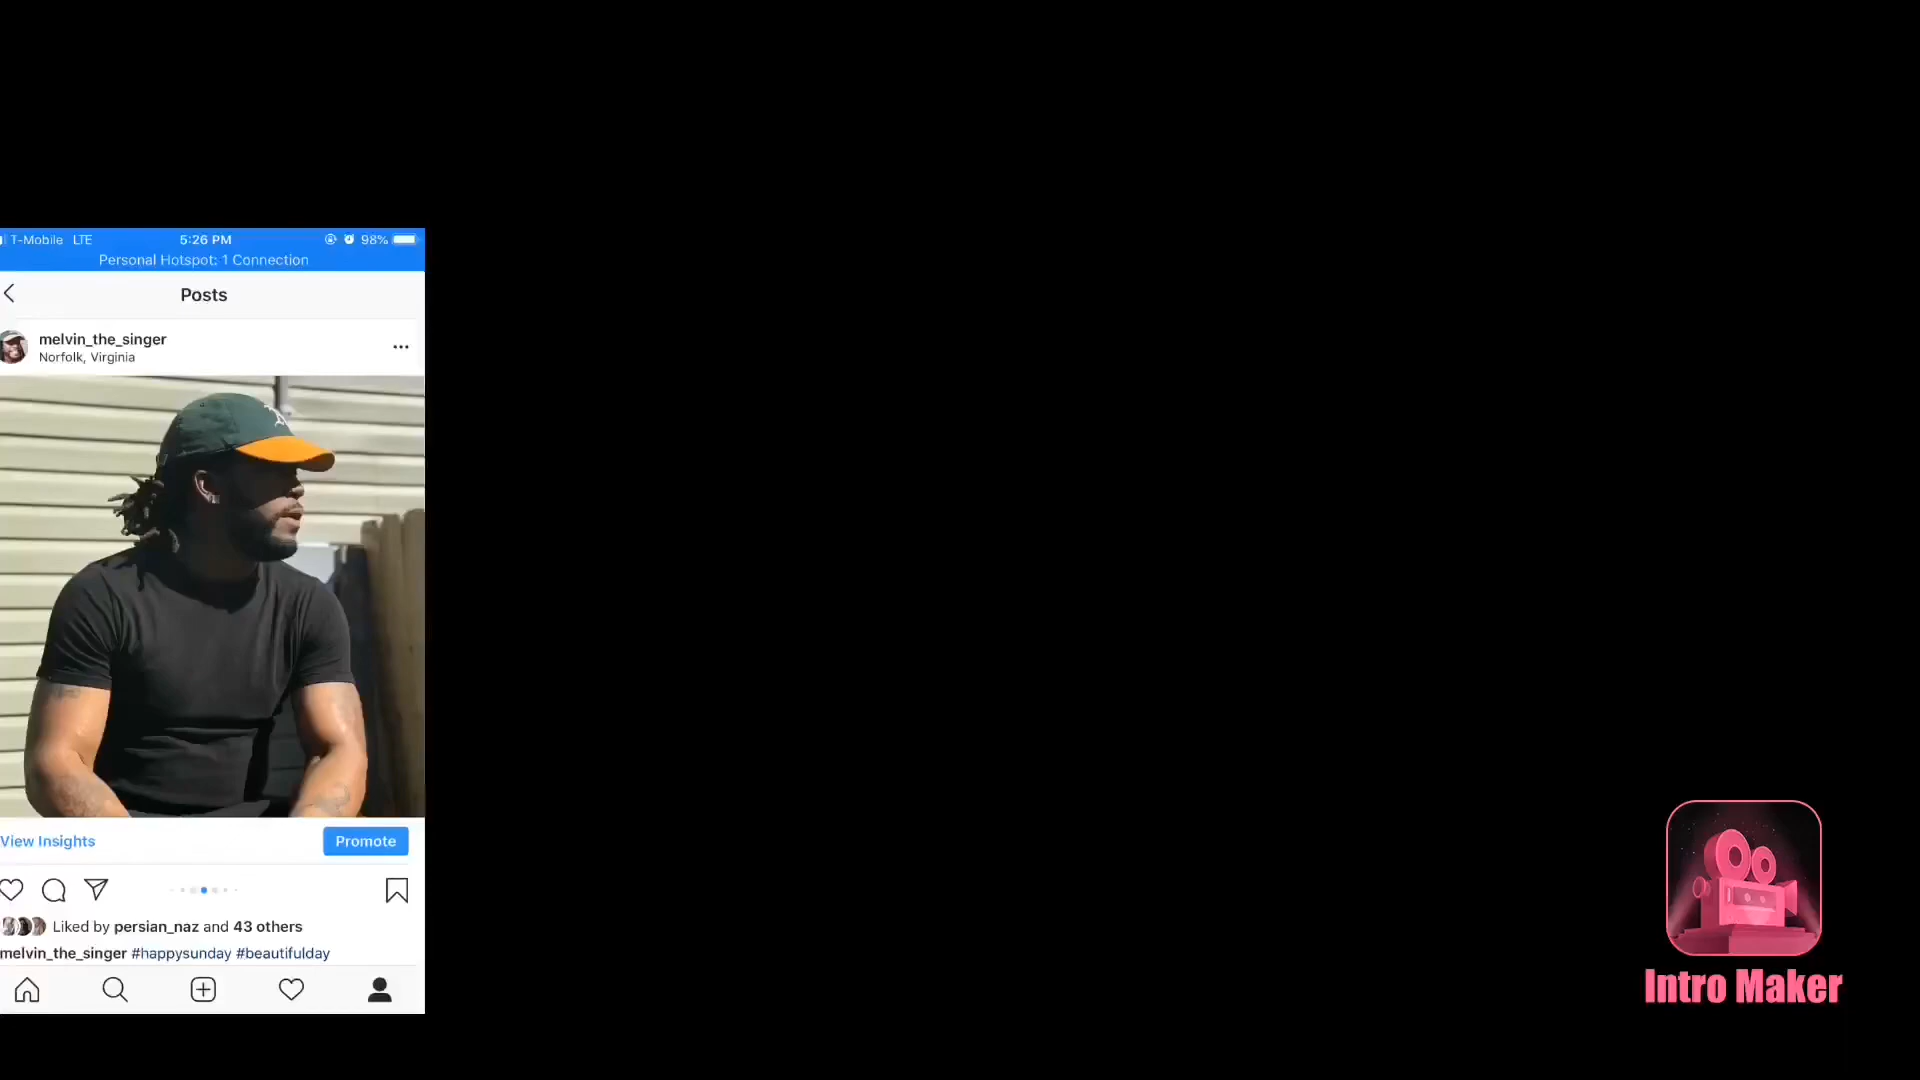 T-Mobile LTE 5:26 PM 98%
Personal Hotspot: 1 Connection
Posts
melvin_the_singer
Norfolk, Virginia
View Insights
Promote
Liked by persian_naz and 43 others
melvin_the_singer #happysunday #beautifulday
Intro Maker